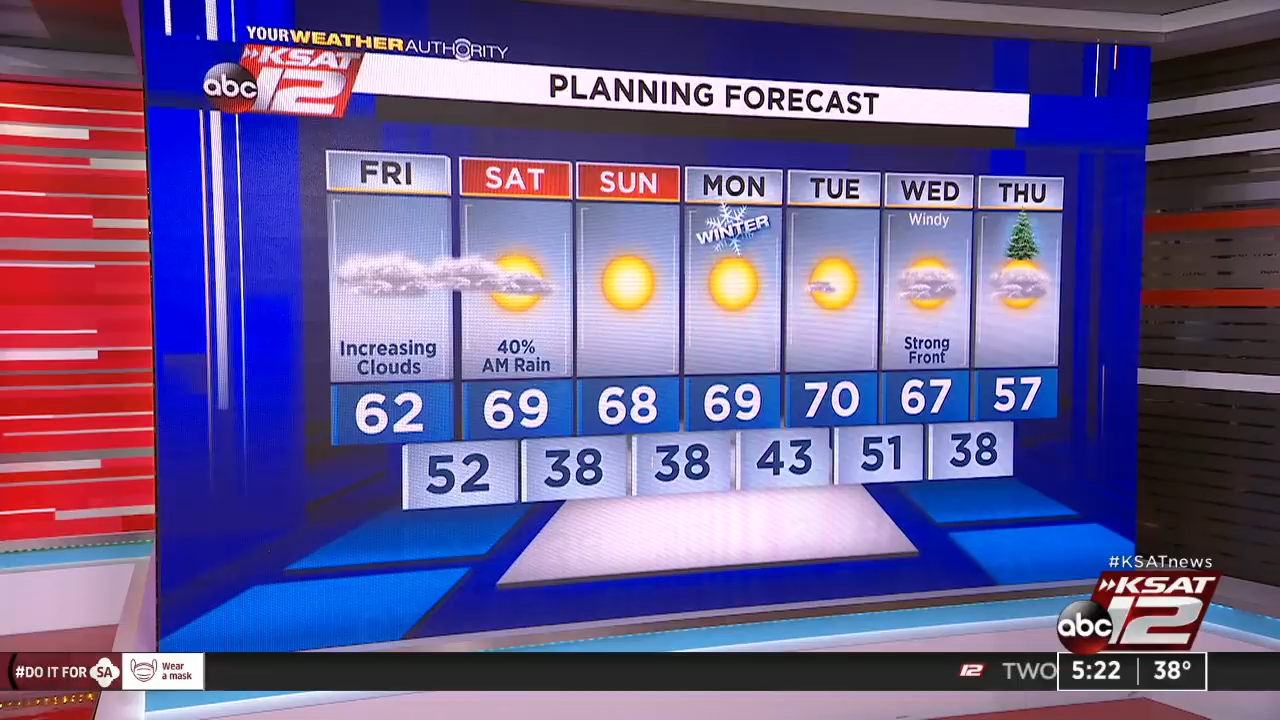 YOUR WEATHER AUTHORITY
KSAT
abc 12
PLANNING FORECAST
FRI SAT SUN MON TUE WED THU
Windy
WINTER
Increasing Clouds
40% AM Rain
Strong Front
62 69 68 69 70 67 57
52 38 38 43 51 38
#KSATnews
KSAT
abc 12
#DO IT FOR SA
Wear
a mask
12 TWO 5:22 38°